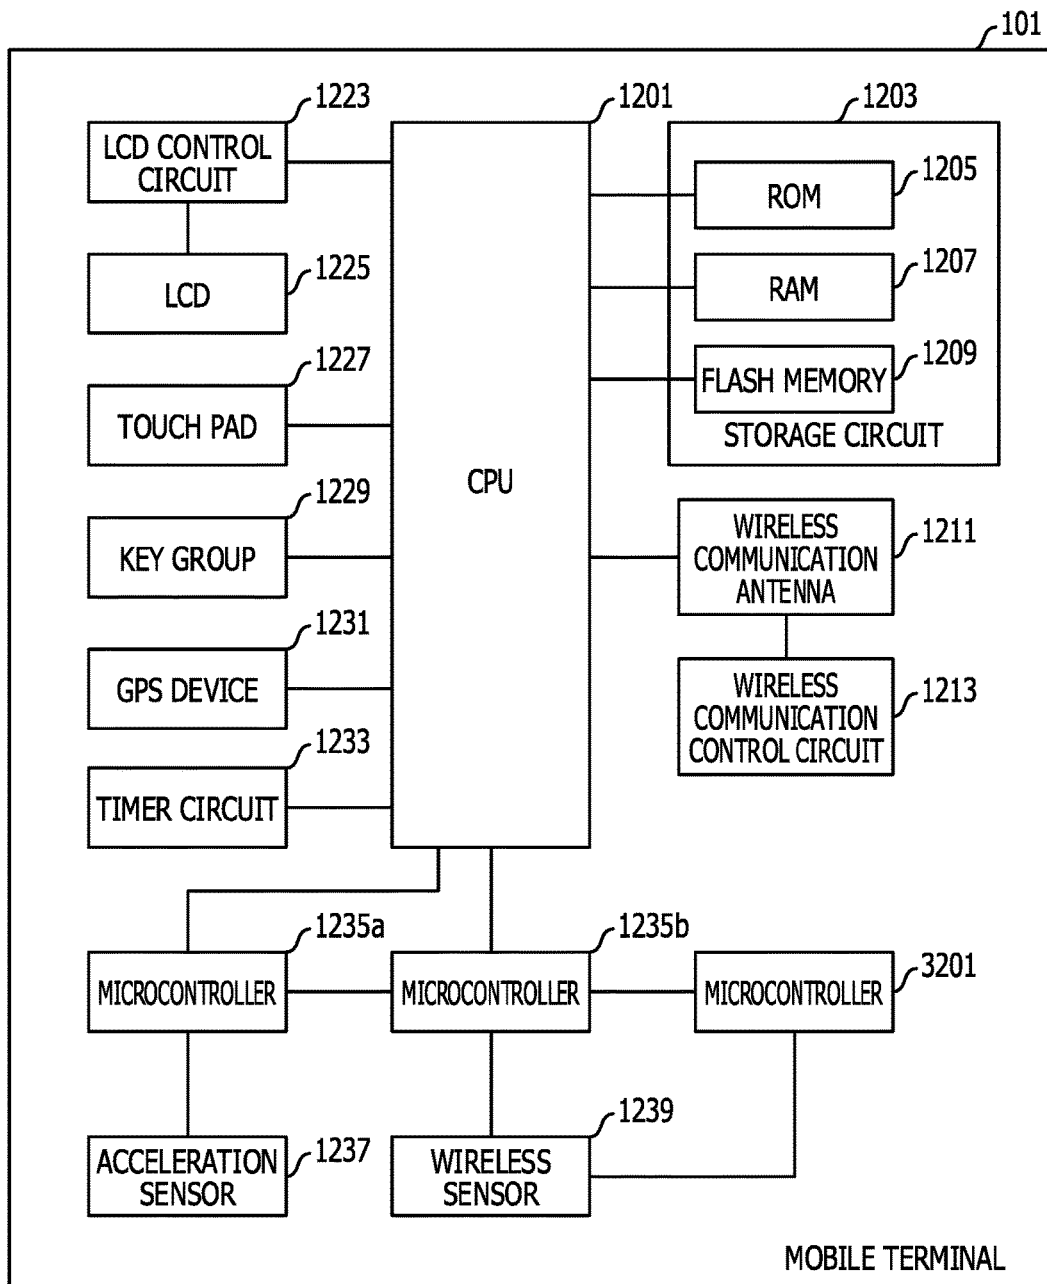 101
1223
LCD CONTROL
CIRCUIT
1201
CPU
1203
ROM
1205
RAM
1207
FLASH MEMORY
1209
STORAGE CIRCUIT
LCD
1225
TOUCH PAD
1227
KEY GROUP
1229
WIRELESS
COMMUNICATION
ANTENNA
1211
GPS DEVICE
1231
WIRELESS
COMMUNICATION
CONTROL CIRCUIT
1213
TIMER CIRCUIT
1233
1235a
MICROCONTROLLER
1235b
MICROCONTROLLER
3201
MICROCONTROLLER
ACCELERATION
SENSOR
1237
WIRELESS
SENSOR
1239
MOBILE TERMINAL